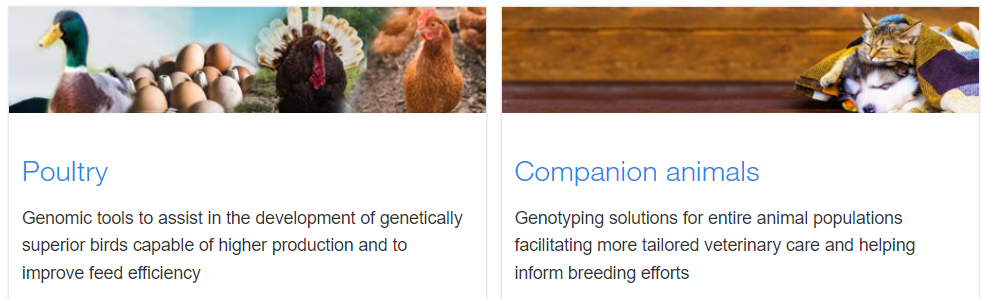 Poultry
Genomic tools to assist in the development of genetically
superior birds capable of higher production and to
improve feed efficiency
Companion animals
Genotyping solutions for entire animal populations
facilitating more tailored veterinary care and helping
inform breeding efforts